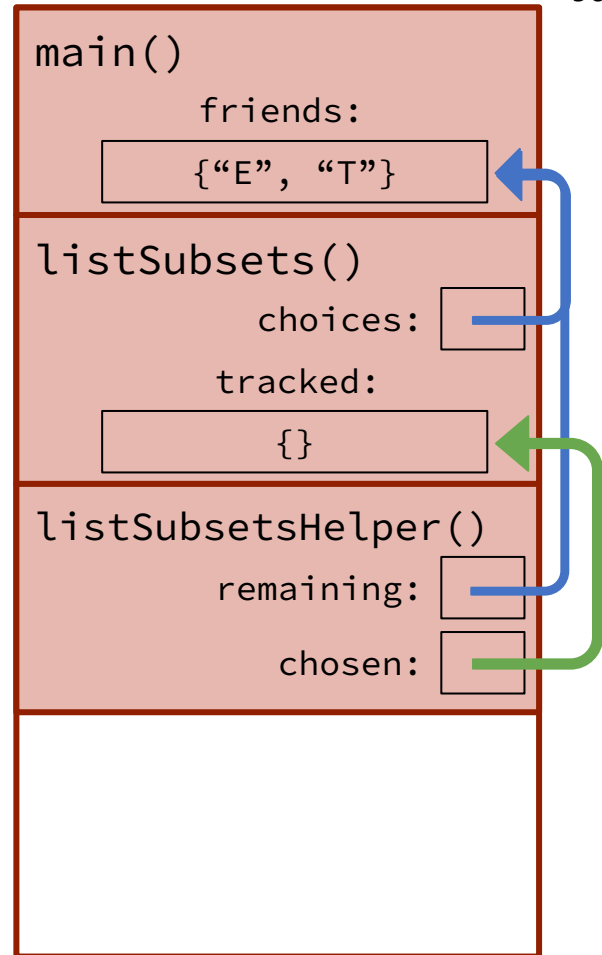 main()
friends:
{“E”, “T”}
listSubsets()
choices:
tracked:
{}
listSubsetsHelper()
remaining:
chosen: